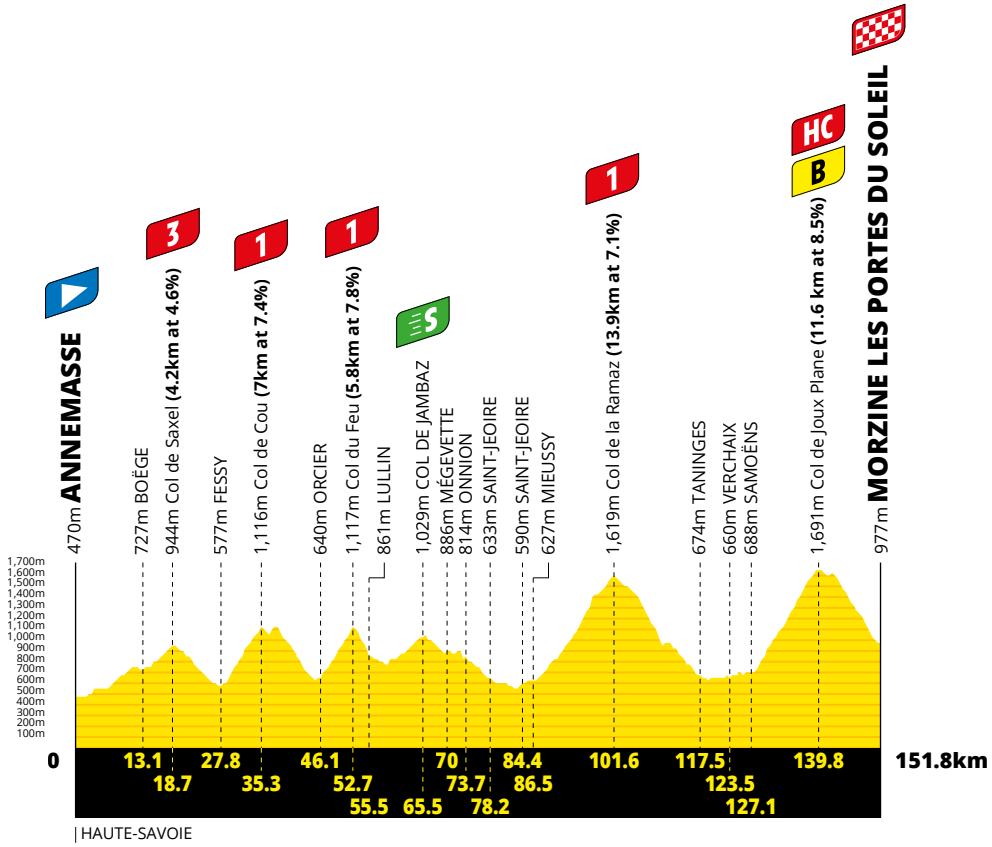 470m ANNEMASSE
727m BOËGE
3
944m Col de Saxel (4.2km at 4.6%)
577m FESSY
1
1,116m Col de Cou (7km at 7.4%)
640m ORCIER
1
1,117m Col du Feu (5.8km at 7.8%)
861m LULLIN
S
1,029m COL DE JAMBAZ
886m MÉGEVETTE
814m ONNION
633m SAINT-JEOIRE
590m SAINT-JEOIRE
627m MIEUSSY
1
1,619m Col de la Ramaz (13.9km at 7.1%)
674m TANINGES
660m VERCHAIX
688m SAMOËNS
HC
B
1,691m Col de Joux Plane (11.6 km at 8.5%)
977m MORZINE LES PORTES DU SOLEIL
1,700m
1,600m
1,500m
1,400m
1,300m
1,200m
1,100m
1,000m
900m
800m
700m
600m
500m
400m
300m
200m
100m
0 13.1 27.8 46.1 70 84.4 101.6 117.5 139.8 151.8km
18.7 35.3 52.7 73.7 86.5 123.5
55.5 65.5 78.2 127.1
HAUTE-SAVOIE